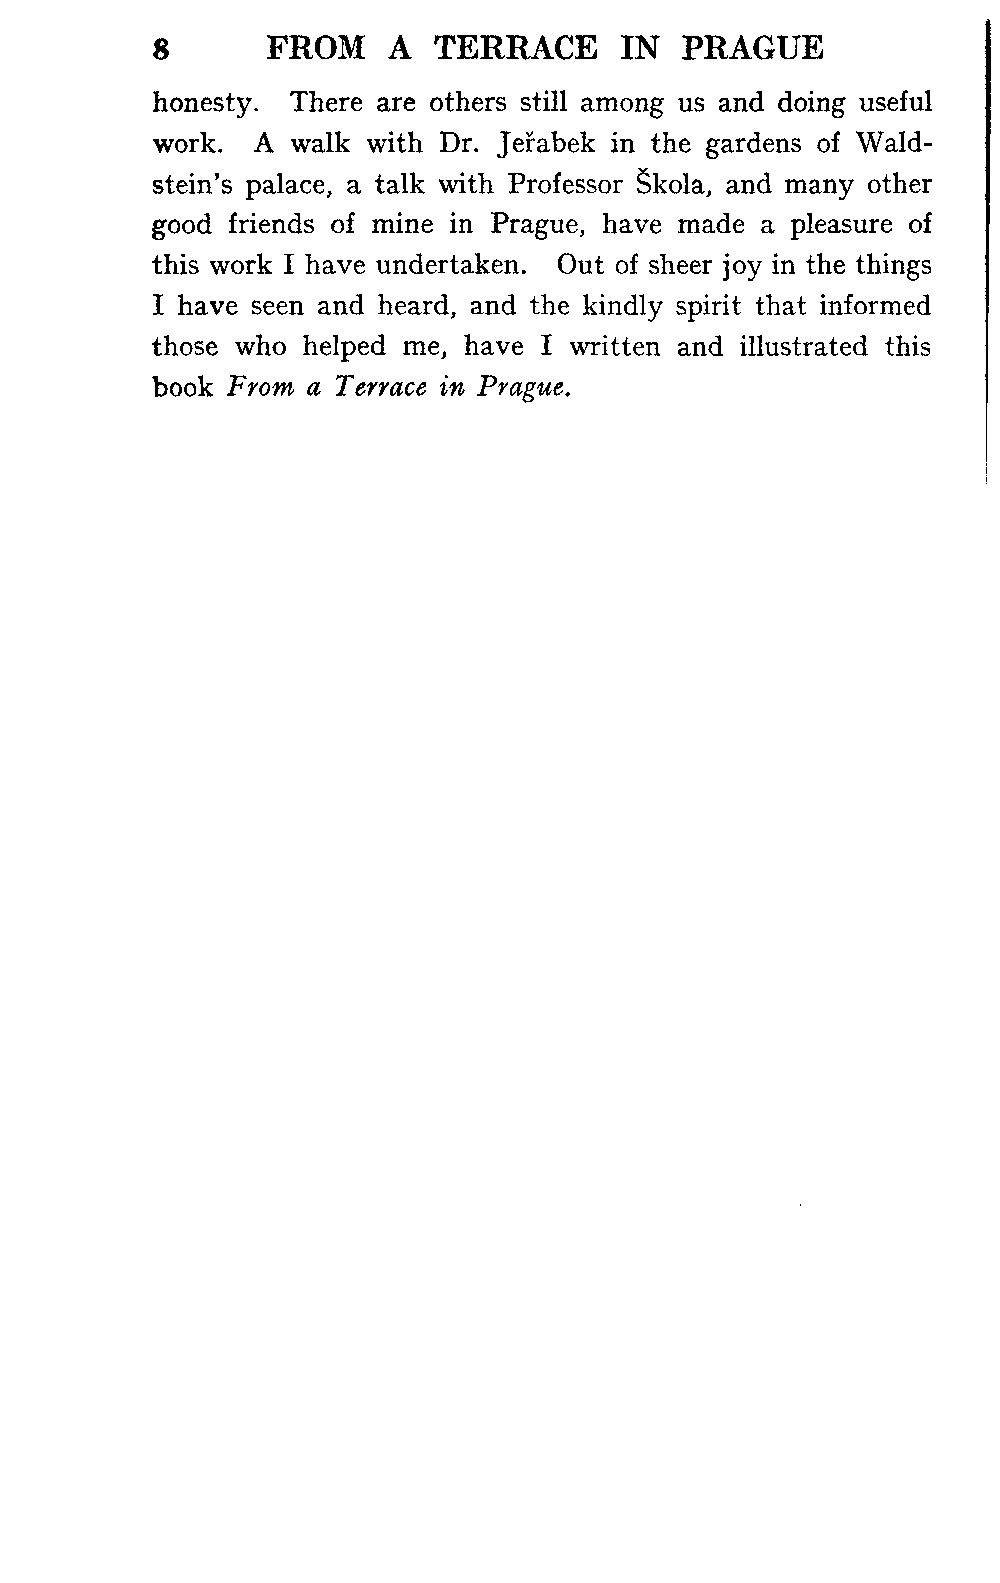 8 FROM A TERRACE IN PRAGUE
honesty. There are others still among us and doing useful
work. A walk with Dr. Jeřabek in the gardens of Wald-
stein's palace, a talk with Professor Škola, and many other
good friends of mine in Prague, have made a pleasure of
this work I have undertaken. Out of sheer joy in the things
I have seen and heard, and the kindly spirit that informed
those who helped me, have I written and illustrated this
book From a Terrace in Prague.